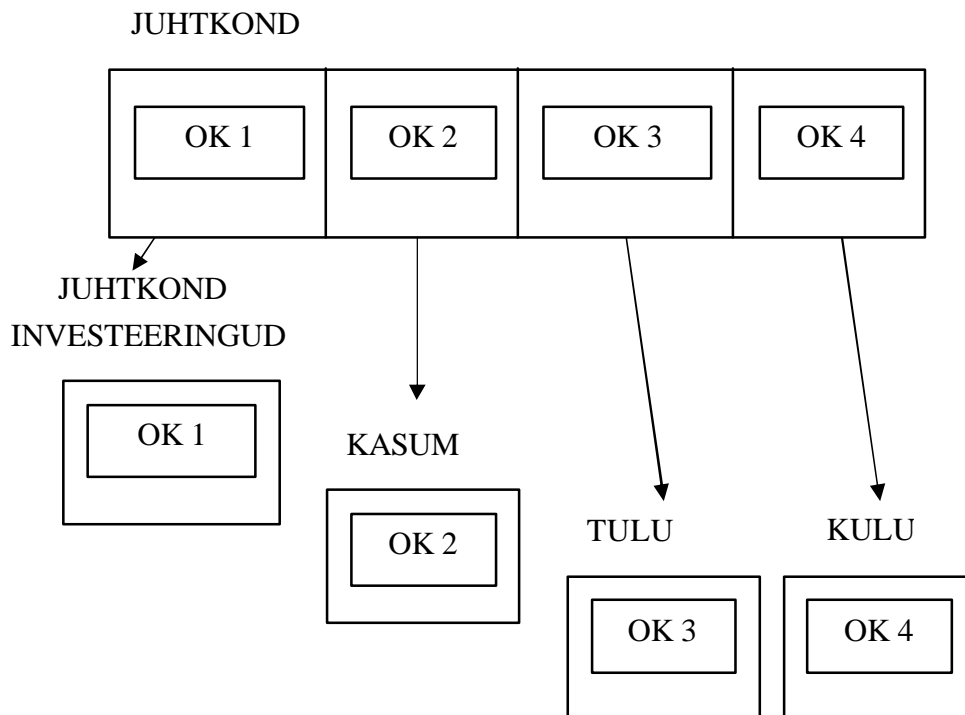 JUHTKOND
OK 1 OK 2 OK 3 OK 4
JUHTKOND
INVESTEERINGUD
OK 1
KASUM
OK 2
TULU KULU
OK 3 OK 4